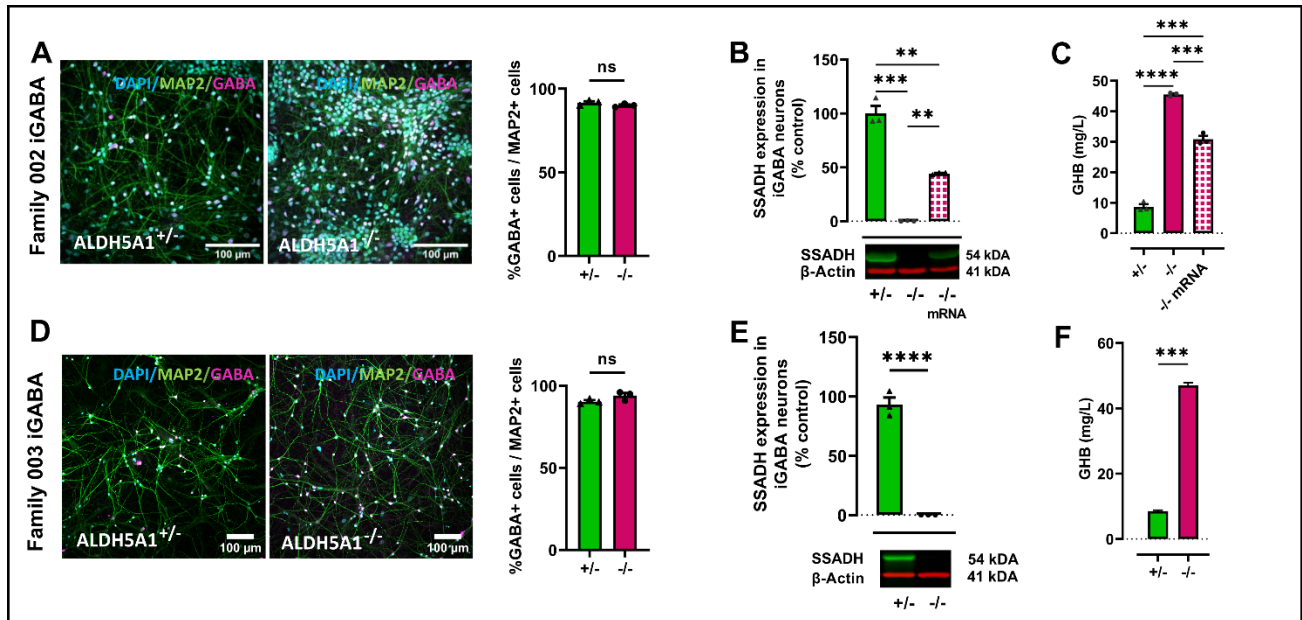 A
Family 002 iGABA
DAPI/MAP2/GABA
ALDH5A1+/-
100 µm
DAPI/MAP2/GABA
ALDH5A1-/-
100 µm
%GABA+ cells / MAP2+ cells
100
50
0
ns
+/-
-/-
B
SSADH expression in
iGABA neurons
(% control)
150
100
50
0
**
***
**
SSADH
54 kDA
β-Actin
41 kDA
+/-
-/-
-/-
mRNA
C
GHB (mg/L)
60
40
20
0
***
***
****
+/-
-/-
-/- mRNA
D
Family 003 iGABA
DAPI/MAP2/GABA
ALDH5A1+/-
100 µm
DAPI/MAP2/GABA
ALDH5A1-/-
100 µm
%GABA+ cells / MAP2+ cells
100
50
0
ns
+/-
-/-
E
SSADH expression in
iGABA neurons
(% control)
150
100
50
0
****
SSADH
54 kDA
β-Actin
41 kDA
+/-
-/-
F
GHB (mg/L)
60
40
20
0
***
+/-
-/-